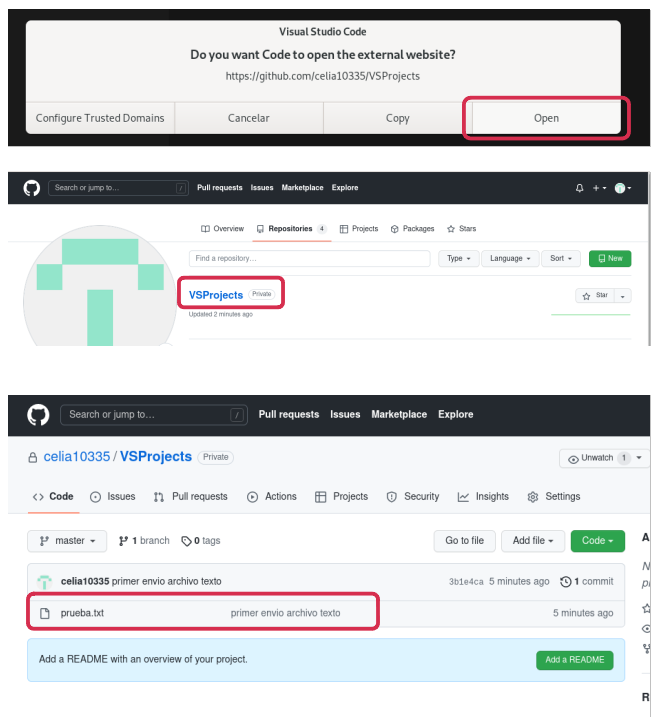 Visual Studio Code
Do you want Code to open the external website?
https://github.com/celia10335/VSProjects
Configure Trusted Domains Cancelar Copy Open
Search or jump to... / Pull requests Issues Marketplace Explore
Overview Repositories 4 Projects Packages Stars
Find a repository... Type Language Sort New
VSProjects Private Star
Updated 2 minutes ago
Search or jump to... / Pull requests Issues Marketplace Explore
celia10335 / VSProjects Private Unwatch 1
Code Issues Pull requests Actions Projects Security Insights Settings
master 1 branch 0 tags Go to file Add file Code A
N
celia10335 primer envio archivo texto 3b1e4ca 5 minutes ago 1 commit
prueba.txt primer envio archivo texto 5 minutes ago
Add a README with an overview of your project. Add a README
R